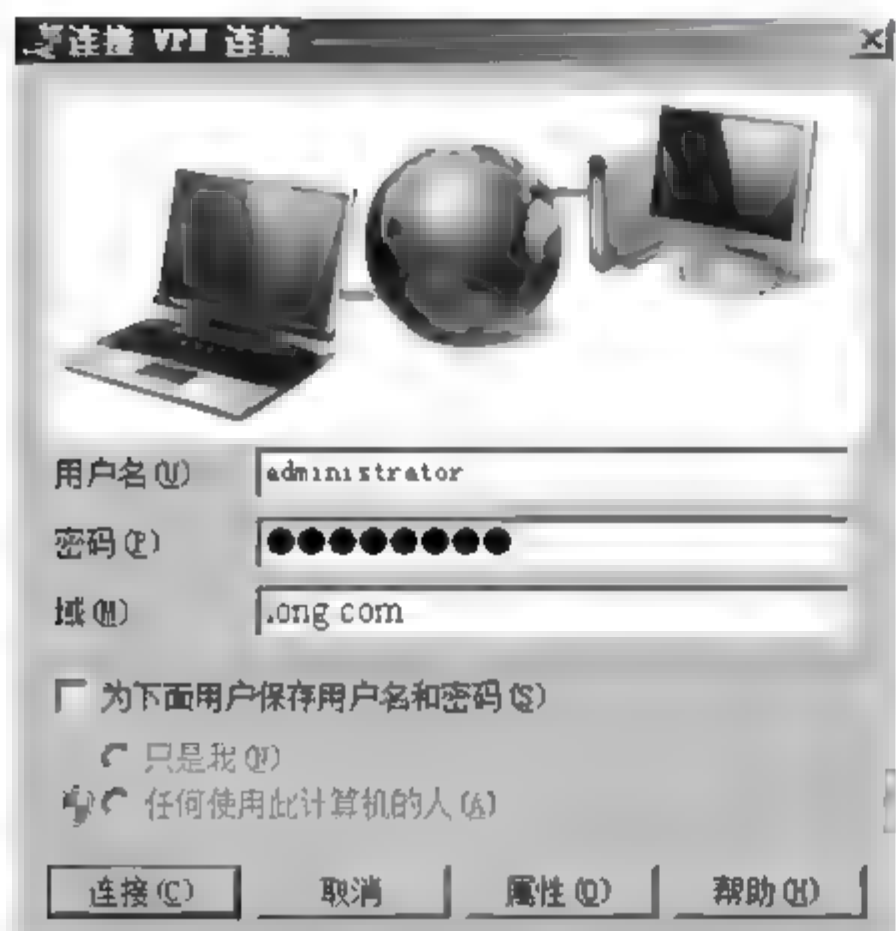 连接 VPN 连接
用户名(U) administrator
密码(P) ●●●●●●●●
域(M) .ong com
为下面用户保存用户名和密码(S)
只是我(N)
任何使用此计算机的人(A)
连接(C) 取消 属性(O) 帮助(H)